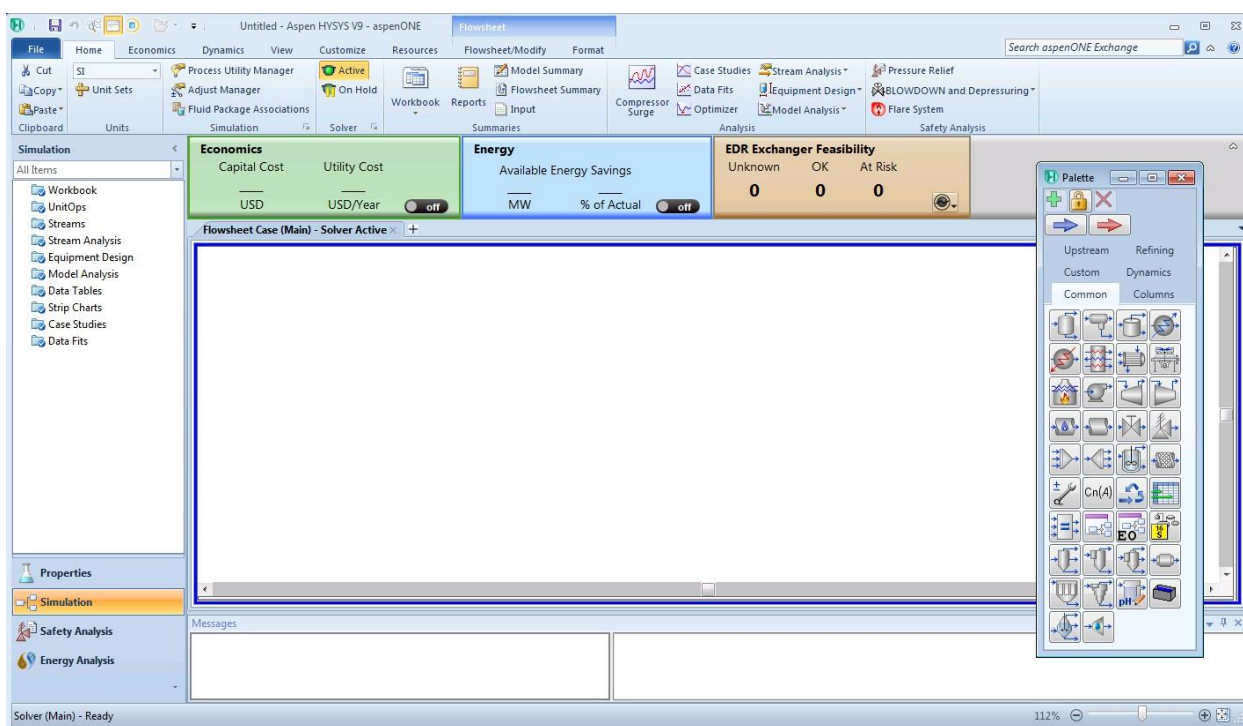 Untitled - Aspen HYSYS V9 - aspenONE
Flowsheet
File Home Economics Dynamics View Customize Resources Flowsheet/Modify Format
Search aspenONE Exchange
Cut
Copy
Paste
Clipboard
SI
Unit Sets
Units
Process Utility Manager
Adjust Manager
Fluid Package Associations
Simulation
Active
On Hold
Solver
Workbook
Reports
Model Summary
Flowsheet Summary
Input
Summaries
Compressor
Surge
Case Studies
Data Fits
Optimizer
Stream Analysis
Equipment Design
Model Analysis
Analysis
Pressure Relief
BLOWDOWN and Depressuring
Flare System
Safety Analysis
Simulation
All Items
Workbook
UnitOps
Streams
Stream Analysis
Equipment Design
Model Analysis
Data Tables
Strip Charts
Case Studies
Data Fits
Properties
Simulation
Safety Analysis
Energy Analysis
Economics
Capital Cost Utility Cost
USD USD/Year off
Energy
Available Energy Savings
MW % of Actual off
EDR Exchanger Feasibility
Unknown OK At Risk
0 0 0
Flowsheet Case (Main) - Solver Active
Palette
Upstream Refining
Custom Dynamics
Common Columns
Cn(A)
EO
16
S
pH
Messages
Solver (Main) - Ready
112%